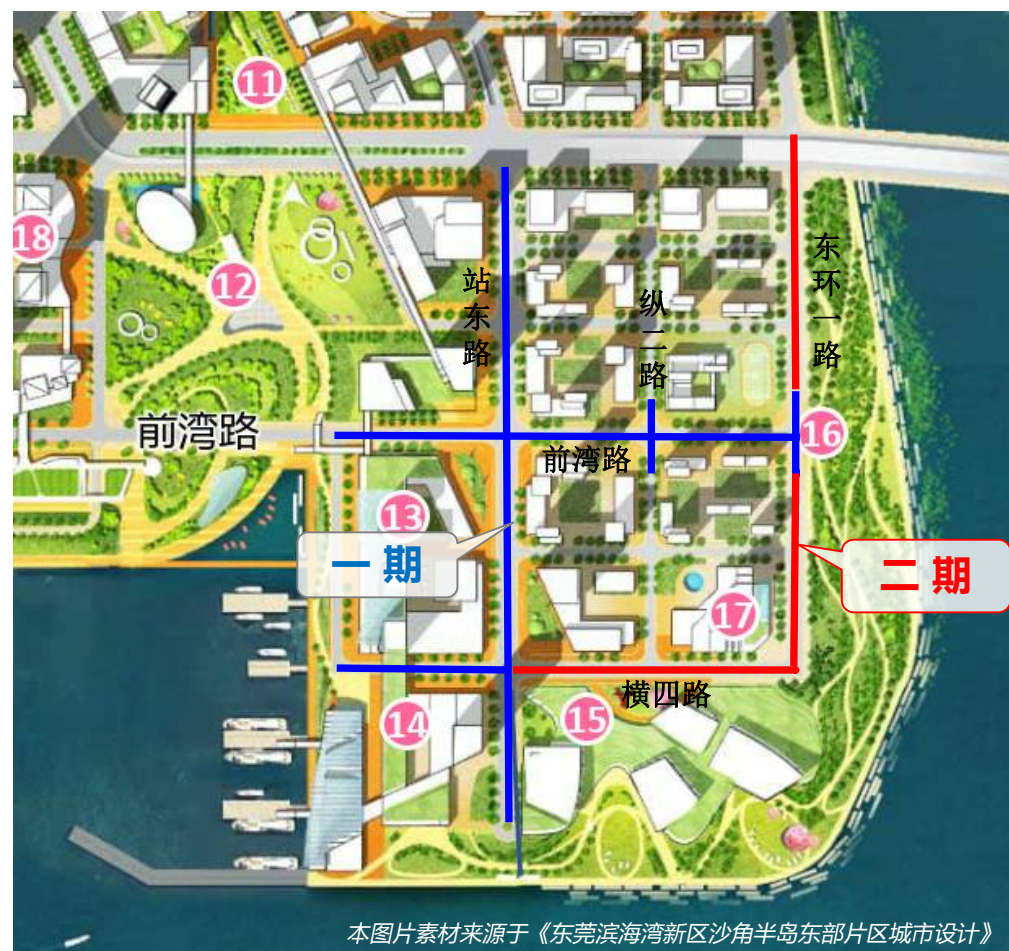 11
18
12
站东路
纵二路
东环一路
前湾路
前湾路
16
13
一期
二期
17
横四路
14
15
本图片素材来源于《东莞滨海湾新区沙角半岛东部片区城市设计》